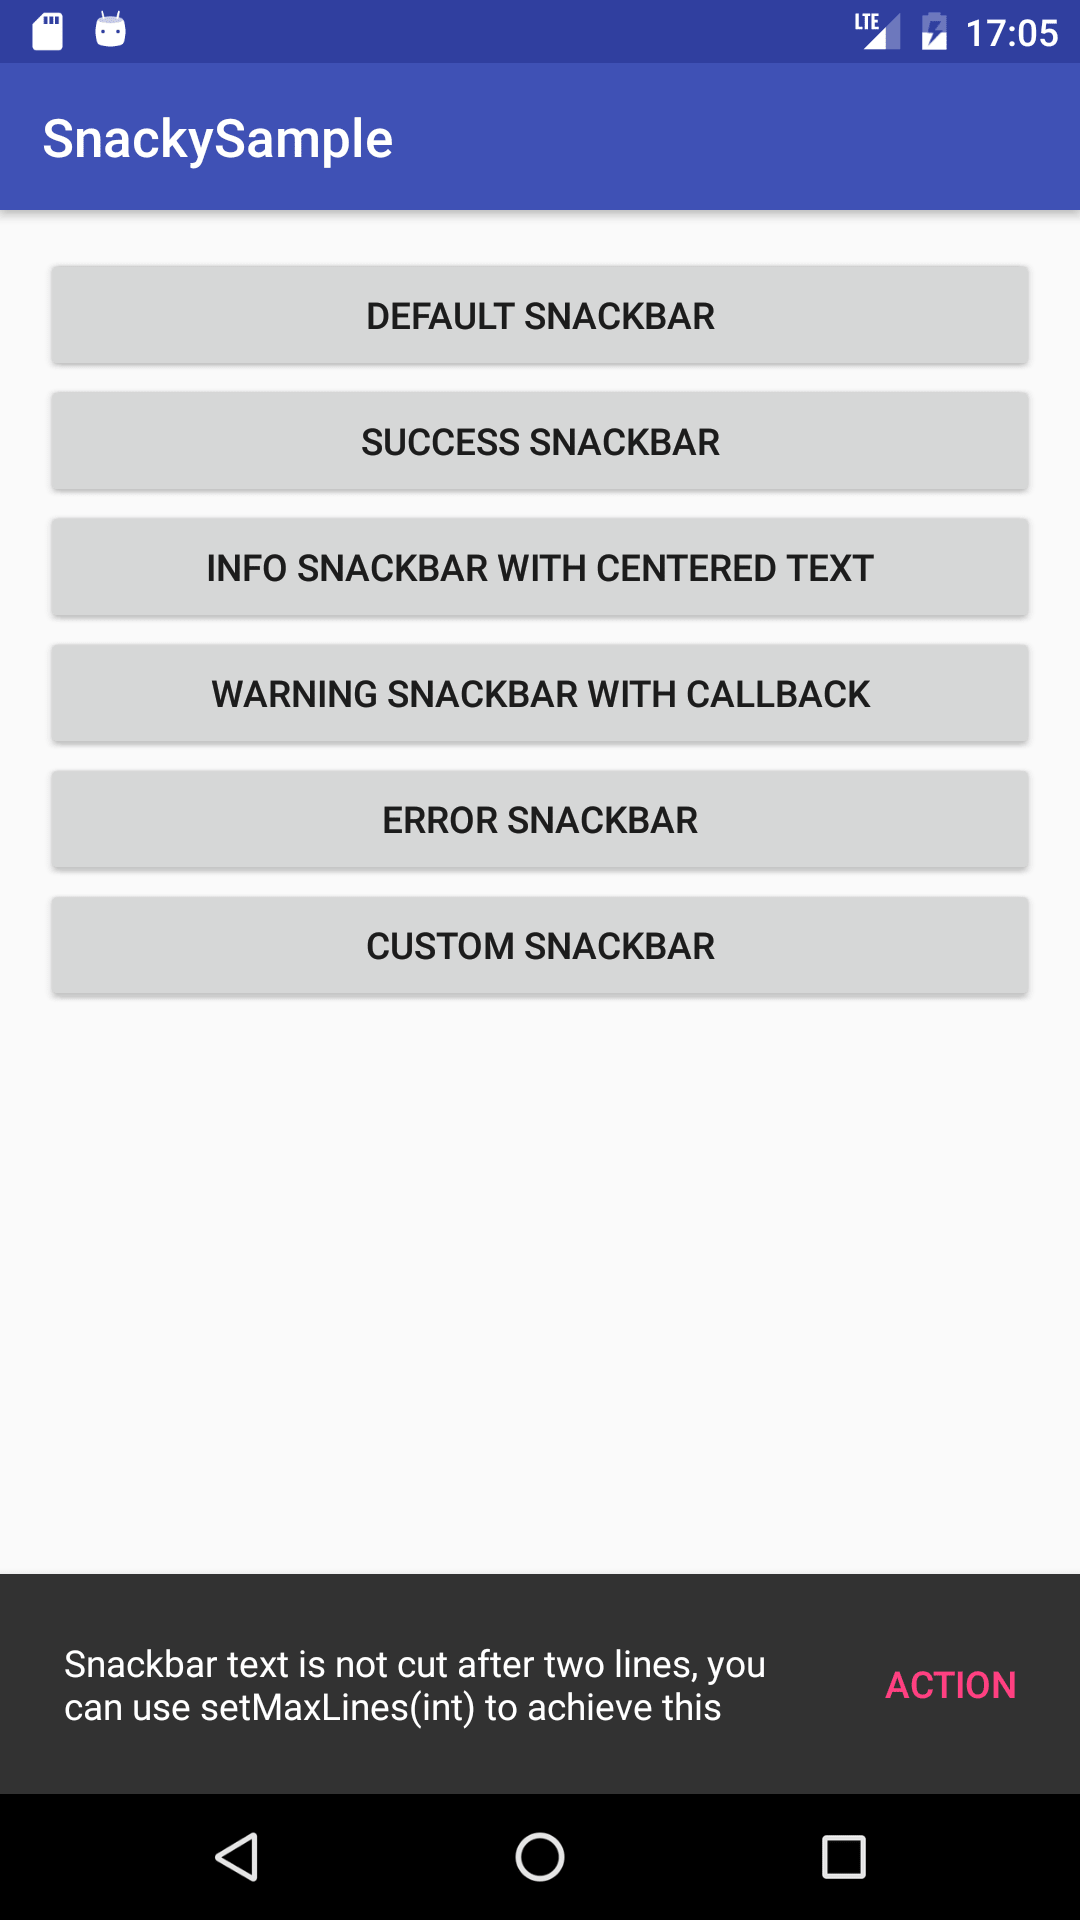 LTE 17:05
SnackySample
DEFAULT SNACKBAR
SUCCESS SNACKBAR
INFO SNACKBAR WITH CENTERED TEXT
WARNING SNACKBAR WITH CALLBACK
ERROR SNACKBAR
CUSTOM SNACKBAR
Snackbar text is not cut after two lines, you
can use setMaxLines(int) to achieve this
ACTION